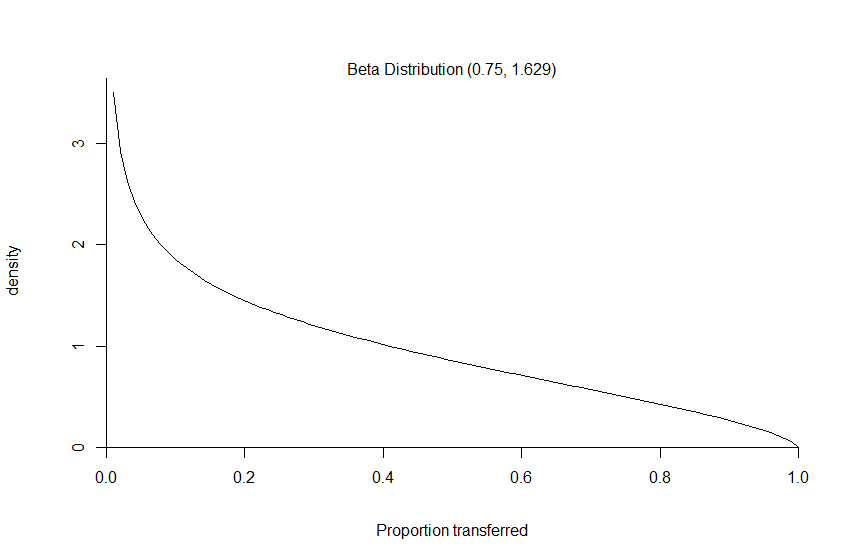 Beta Distribution (0.75, 1.629)
3
2
1
0
density
0.0 0.2 0.4 0.6 0.8 1.0
Proportion transferred